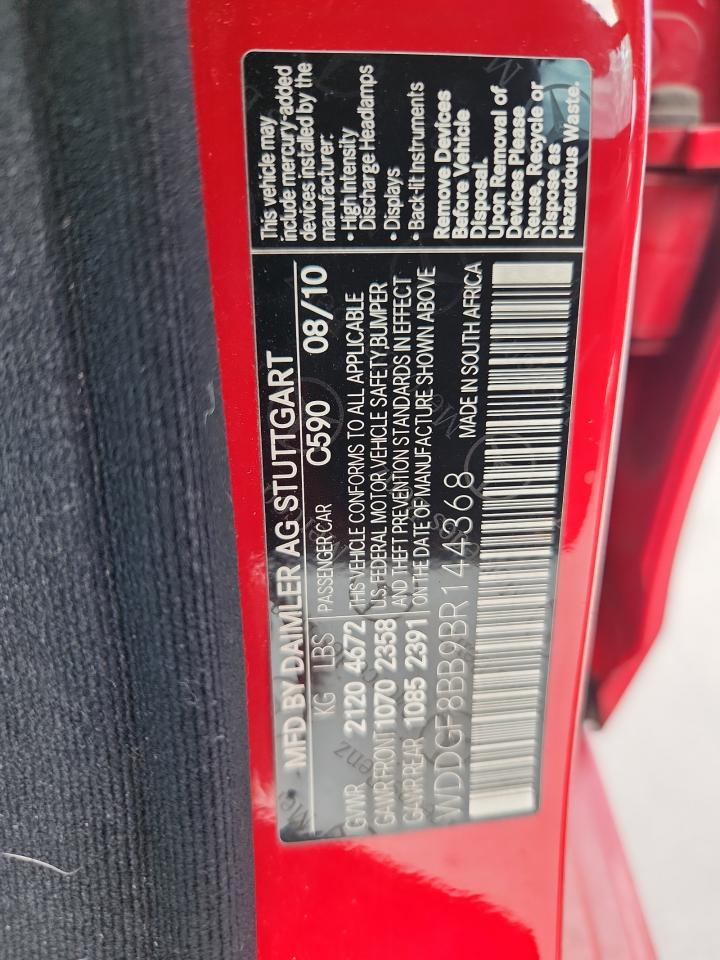 MFD BY DAIMLER AG STUTTGART
KG LBS PASSENGER CAR C590 08/10
GVWR 2120 4672
GAWR FRONT 1070 2358
GAWR REAR 1085 2391
THIS VEHICLE CONFORMS TO ALL APPLICABLE
U.S. FEDERAL MOTOR VEHICLE SAFETY, BUMPER
AND THEFT PREVENTION STANDARDS IN EFFECT
ON THE DATE OF MANUFACTURE SHOWN ABOVE
WDDGF8BB9BR144368 MADE IN SOUTH AFRICA
This vehicle may
include mercury-added
devices installed by the
manufacturer:
• High Intensity
Discharge Headlamps
• Displays
• Back-lit Instruments
Remove Devices
Before Vehicle
Disposal.
Upon Removal of
Devices Please
Reuse, Recycle or
Dispose as
Hazardous Waste.